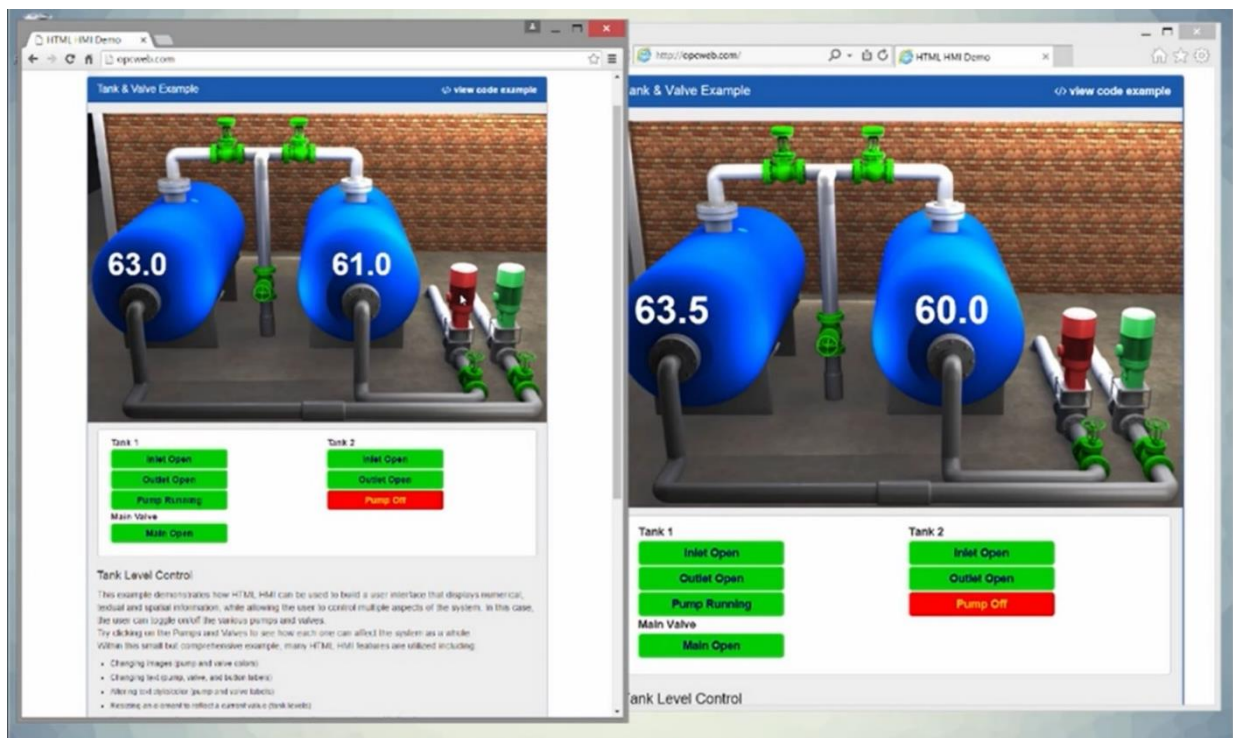 HTML HMI Demo
opcweb.com
Tank & Valve Example
</> view code example
63.0
61.0
Tank 1
Tank 2
Inlet Open
Inlet Open
Outlet Open
Outlet Open
Pump Running
Pump Off
Main Valve
Main Open
Tank Level Control
This example demonstrates how HTML HMI can be used to build a user interface that displays numerical,
textual and spatial information, while allowing the user to control multiple aspects of the system. In this case,
the user can toggle on/off the various pumps and valves.
Try clicking on the Pumps and Valves to see how each one can affect the system as a whole
Within this small but comprehensive example, many HTML HMI features are utilized including:
• Changing images (pump and valve colors)
• Changing text (pump, valve, and button labels)
• Altering text style/color (pump and valve labels)
• Resizing an element to reflect a current value (tank levels)
http://opcweb.com/
HTML HMI Demo
ank & Valve Example
</> view code example
63.5
60.0
Tank 1
Tank 2
Inlet Open
Inlet Open
Outlet Open
Outlet Open
Pump Running
Pump Off
Main Valve
Main Open
Tank Level Control